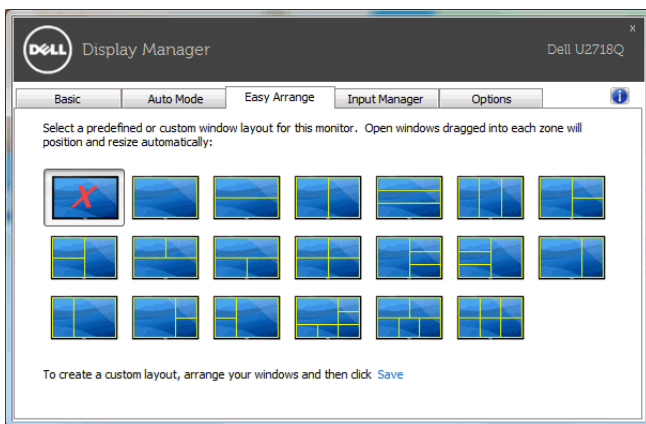 x
DELL Display Manager Dell U2718Q
Basic Auto Mode Easy Arrange Input Manager Options
Select a predefined or custom window layout for this monitor. Open windows dragged into each zone will
position and resize automatically:
X
To create a custom layout, arrange your windows and then click Save